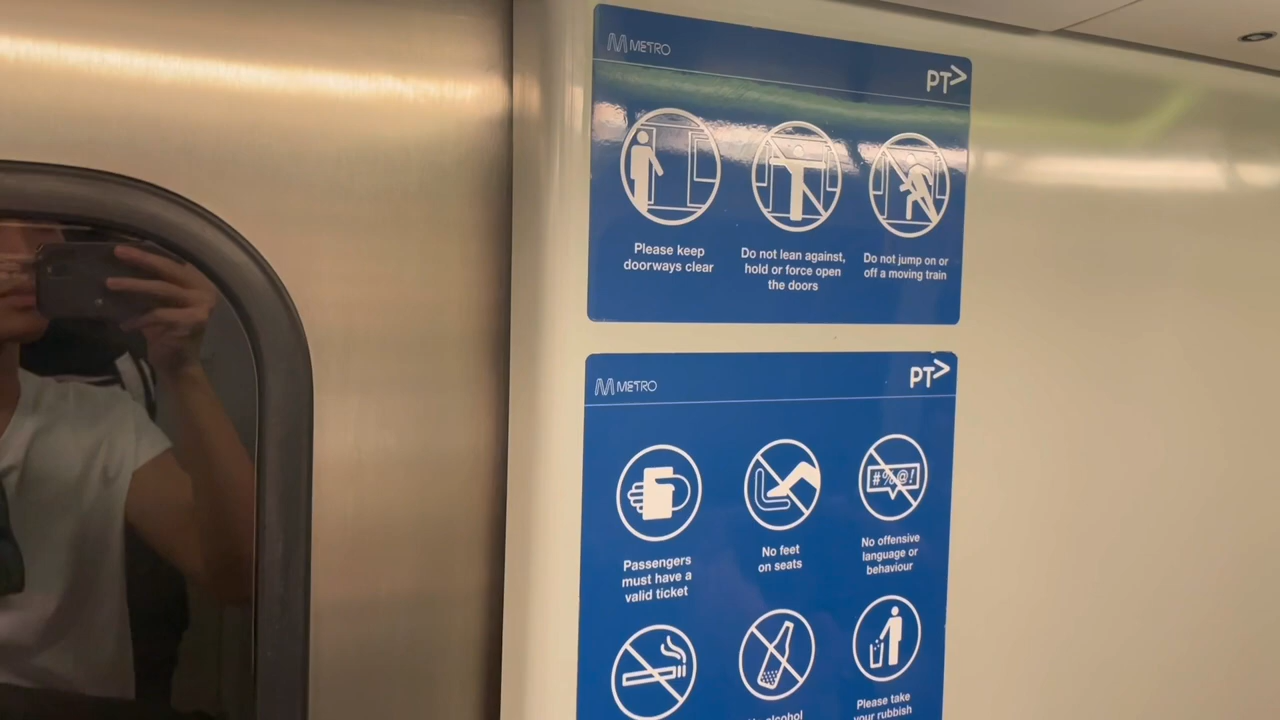 METRO
PT>
Please keep
doorways clear
Do not lean against,
hold or force open
the doors
Do not jump on or
off a moving train
METRO
PT>
#%@!
Passengers
must have a
valid ticket
No feet
on seats
No offensive
language or
behaviour
alcohol
Please take
your rubbish